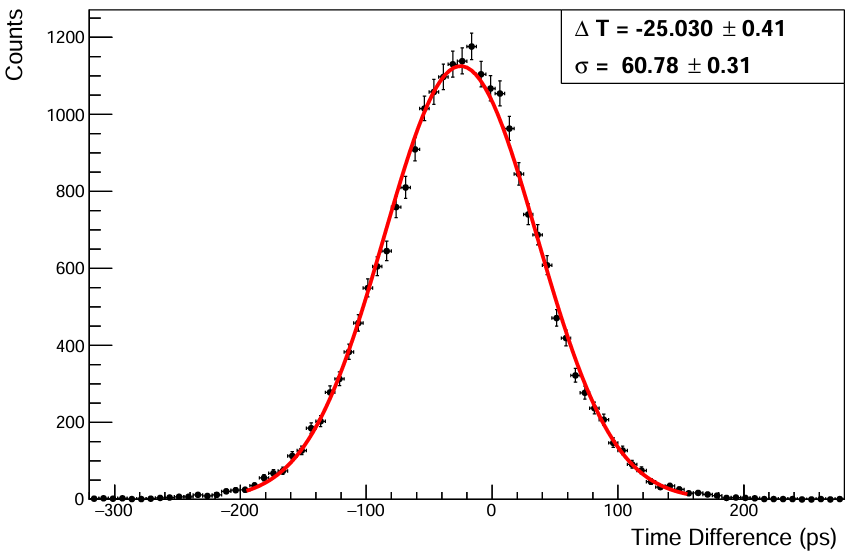 Counts
1200
1000
800
600
400
200
0
Δ T = -25.030 ± 0.41
σ = 60.78 ± 0.31
−300 −200 −100 0 100 200
Time Difference (ps)